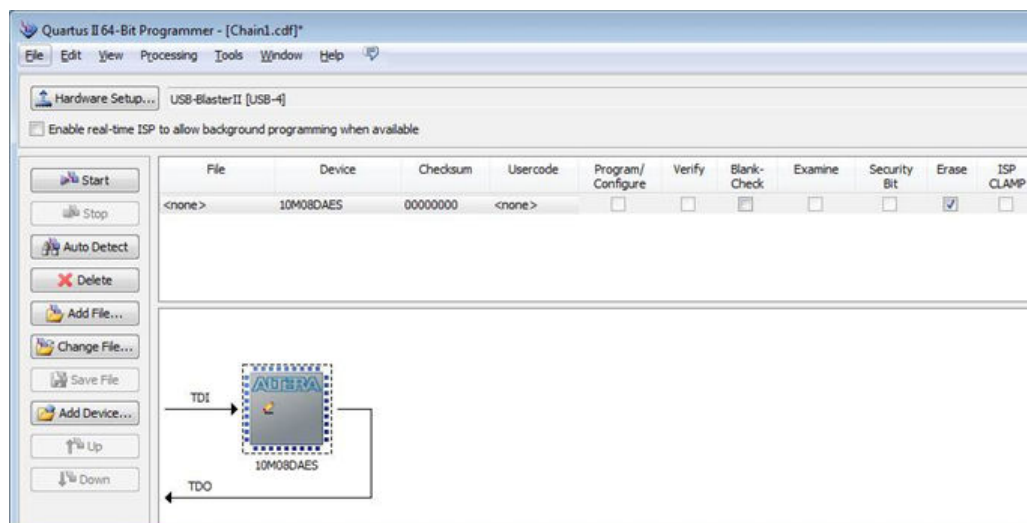 Quartus II 64-Bit Programmer - [Chain1.cdf]*
File Edit View Processing Tools Window Help
Hardware Setup... USB-BlasterII [USB-4]
Enable real-time ISP to allow background programming when available
Start
Stop
Auto Detect
Delete
Add File...
Change File...
Save File
Add Device...
Up
Down
File Device Checksum Usercode Program/ Configure Verify Blank- Check Examine Security Bit Erase ISP CLAMP
<none> 10M08DAES 00000000 <none>
TDI
ALTERA
10M08DAES
TDO